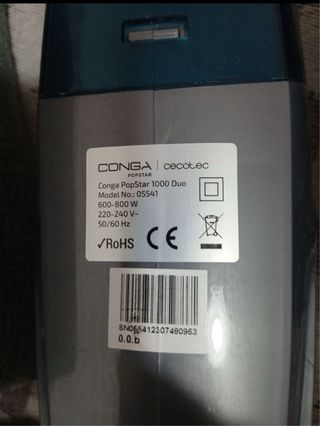 CONGA | cecotec
POPSTAR
Conga PopStar 1000 Duo
Model No.: 05541
600-800 W
220-240 V~
50/60 Hz
✓RoHS CE
0.0.b